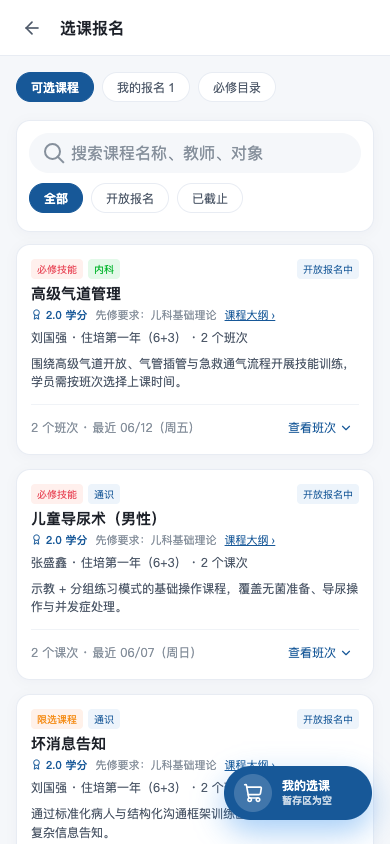 选课报名
可选课程
我的报名 1
必修目录
搜索课程名称、教师、对象
全部
开放报名
已截止
必修技能 内科 开放报名中
高级气道管理
2.0 学分 先修要求：儿科基础理论 课程大纲 ›
刘国强 · 住培第一年（6+3） · 2 个班次
围绕高级气道开放、气管插管与急救通气流程开展技能训练，
学员需按班次选择上课时间。
2 个班次 · 最近 06/12（周五） 查看班次
必修技能 通识 开放报名中
儿童导尿术（男性）
2.0 学分 先修要求：儿科基础理论 课程大纲 ›
张盛鑫 · 住培第一年（6+3） · 2 个课次
示教 + 分组练习模式的基础操作课程，覆盖无菌准备、导尿操
作与并发症处理。
2 个课次 · 最近 06/07（周日） 查看班次
限选课程 通识 开放报名中
坏消息告知
2.0 学分 先修要求：儿科基础理论 课程大纲 ›
刘国强 · 住培第一年（6+3） · 2
通过标准化病人与结构化沟通框架训练
复杂信息告知。
我的选课
暂存区为空